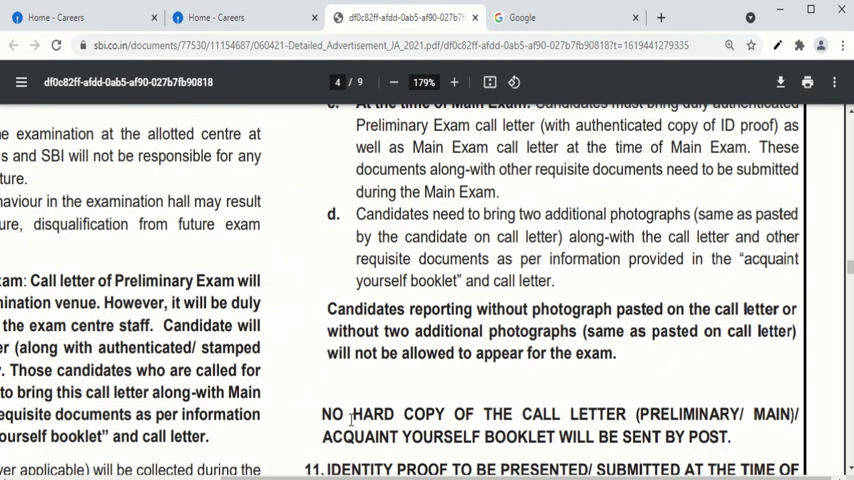 Home - Careers
Home - Careers
df0c82ff-afdd-0ab5-af90-027b7f
Google
sbi.co.in/documents/77530/11154687/060421-Detailed_Advertisement_JA_2021.pdf/df0c82ff-afdd-0ab5-af90-027b7fb90818?t=1619441279335
df0c82ff-afdd-0ab5-af90-027b7fb90818
4 / 9
179%
e examination at the allotted centre at
s and SBI will not be responsible for any
ture.
haviour in the examination hall may result
ure, disqualification from future exam
xam: Call letter of Preliminary Exam will
mination venue. However, it will be duly
the exam centre staff. Candidate will
er (along with authenticated/ stamped
y. Those candidates who are called for
to bring this call letter along-with Main
requisite documents as per information
yourself booklet” and call letter.
ver applicable) will be collected during the
c. At the time of Main Exam: Candidates must bring duly authenticated
Preliminary Exam call letter (with authenticated copy of ID proof) as
well as Main Exam call letter at the time of Main Exam. These
documents along-with other requisite documents need to be submitted
during the Main Exam.
d. Candidates need to bring two additional photographs (same as pasted
by the candidate on call letter) along-with the call letter and other
requisite documents as per information provided in the “acquaint
yourself booklet” and call letter.
Candidates reporting without photograph pasted on the call letter or
without two additional photographs (same as pasted on call letter)
will not be allowed to appear for the exam.
NO HARD COPY OF THE CALL LETTER (PRELIMINARY/ MAIN)/
ACQUAINT YOURSELF BOOKLET WILL BE SENT BY POST.
11. IDENTITY PROOF TO BE PRESENTED/ SUBMITTED AT THE TIME OF